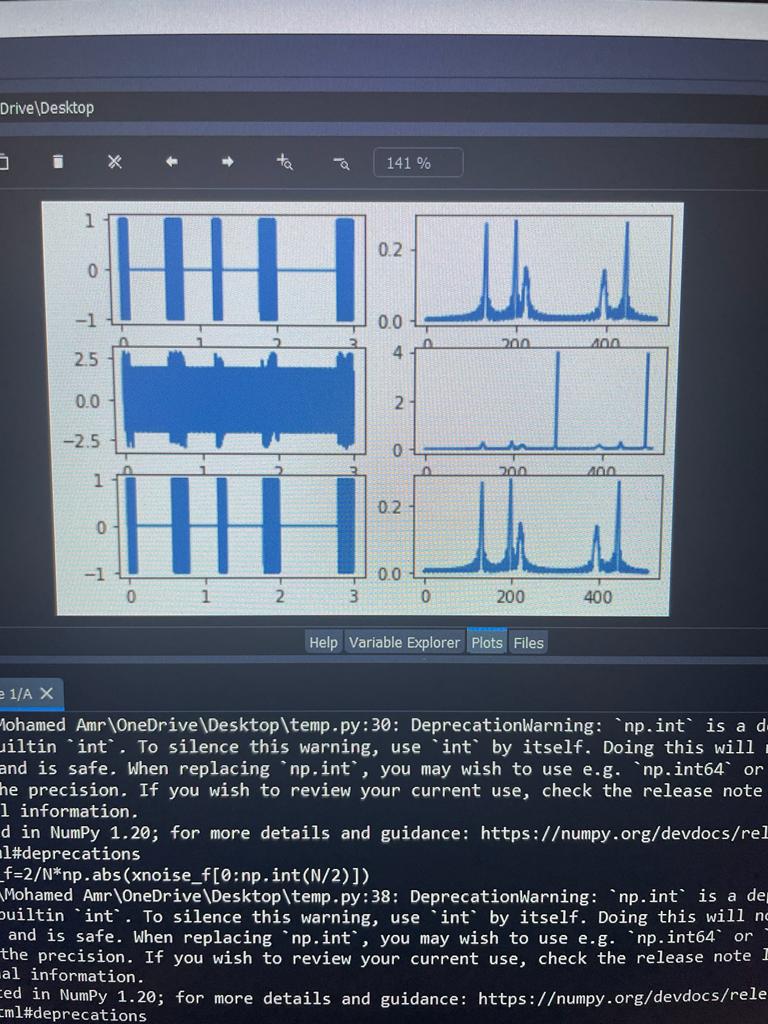 Drive\Desktop
141 %
1
0
-1
0
1
2
3
0.2
0.0
0
200
400
2.5
0.0
-2.5
0
1
2
3
4
2
0
0
200
400
1
0
-1
0
1
2
3
0.2
0.0
0
200
400
Help Variable Explorer Plots Files
e 1/A
Mohamed Amr\OneDrive\Desktop\temp.py:30: DeprecationWarning: `np.int` is a de
uiltin `int`. To silence this warning, use `int` by itself. Doing this will
and is safe. When replacing `np.int`, you may wish to use e.g. `np.int64` or
he precision. If you wish to review your current use, check the release note
l information.
d in NumPy 1.20; for more details and guidance: https://numpy.org/devdocs/rel
ml#deprecations
_f=2/N*np.abs(xnoise_f[0:np.int(N/2)])
\Mohamed Amr\OneDrive\Desktop\temp.py:38: DeprecationWarning: `np.int` is a dep
builtin `int`. To silence this warning, use `int` by itself. Doing this will no
and is safe. When replacing `np.int`, you may wish to use e.g. `np.int64` or `
the precision. If you wish to review your current use, check the release note
al information.
ted in NumPy 1.20; for more details and guidance: https://numpy.org/devdocs/rele
tml#deprecations